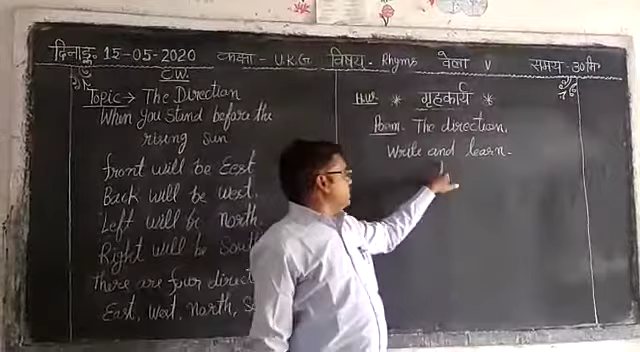 दिनाङ्क: 15-05-2020 कक्षा - U.K.G विषय - Rhyms वेला V समय - 30मि
C.W.
Topic → The Direction
When you stand before the
rising sun
front will be East
Back will be west.
Left will be North.
Right will be
There are four
East, West, North,
H.W. * गृहकार्य *
Poem - The direction.
Write and learn.